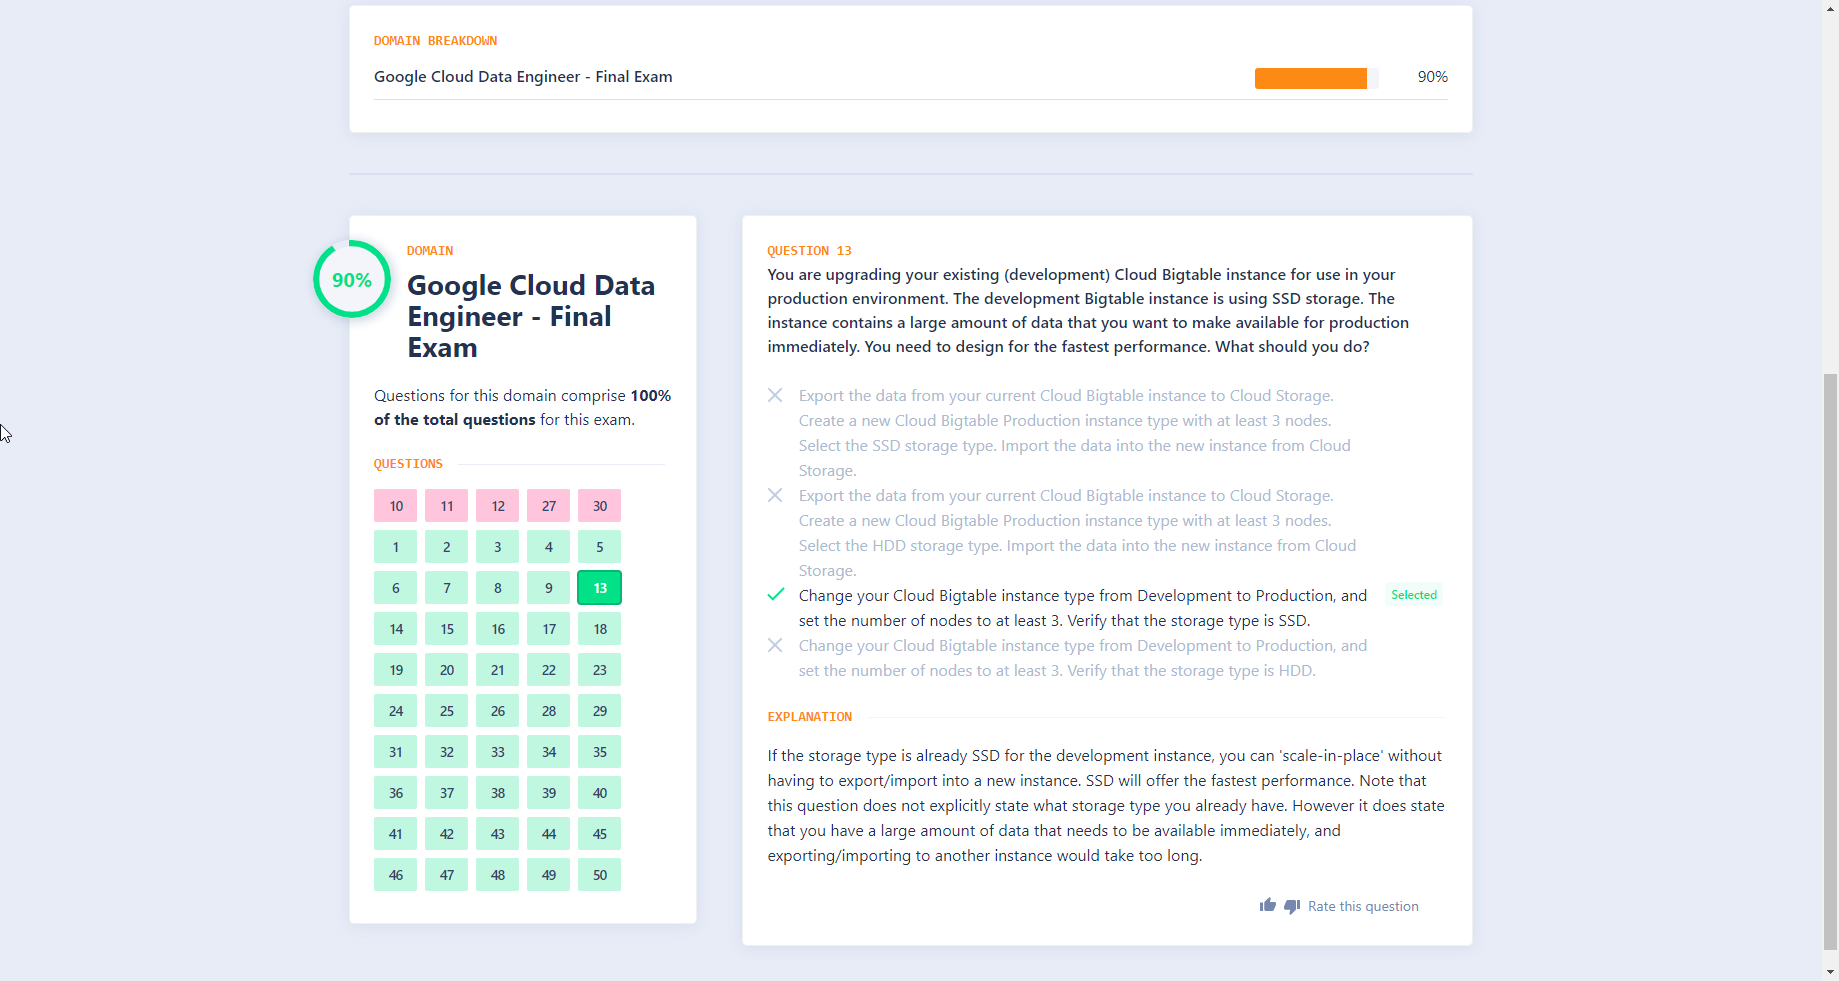 DOMAIN BREAKDOWN
Google Cloud Data Engineer - Final Exam 90%
90%
DOMAIN
Google Cloud Data
Engineer - Final
Exam
Questions for this domain comprise 100%
of the total questions for this exam.
QUESTIONS
10 11 12 27 30
1 2 3 4 5
6 7 8 9 13
14 15 16 17 18
19 20 21 22 23
24 25 26 28 29
31 32 33 34 35
36 37 38 39 40
41 42 43 44 45
46 47 48 49 50
QUESTION 13
You are upgrading your existing (development) Cloud Bigtable instance for use in your
production environment. The development Bigtable instance is using SSD storage. The
instance contains a large amount of data that you want to make available for production
immediately. You need to design for the fastest performance. What should you do?
Export the data from your current Cloud Bigtable instance to Cloud Storage.
Create a new Cloud Bigtable Production instance type with at least 3 nodes.
Select the SSD storage type. Import the data into the new instance from Cloud
Storage.
Export the data from your current Cloud Bigtable instance to Cloud Storage.
Create a new Cloud Bigtable Production instance type with at least 3 nodes.
Select the HDD storage type. Import the data into the new instance from Cloud
Storage.
Change your Cloud Bigtable instance type from Development to Production, and Selected
set the number of nodes to at least 3. Verify that the storage type is SSD.
Change your Cloud Bigtable instance type from Development to Production, and
set the number of nodes to at least 3. Verify that the storage type is HDD.
EXPLANATION
If the storage type is already SSD for the development instance, you can 'scale-in-place' without
having to export/import into a new instance. SSD will offer the fastest performance. Note that
this question does not explicitly state what storage type you already have. However it does state
that you have a large amount of data that needs to be available immediately, and
exporting/importing to another instance would take too long.
Rate this question